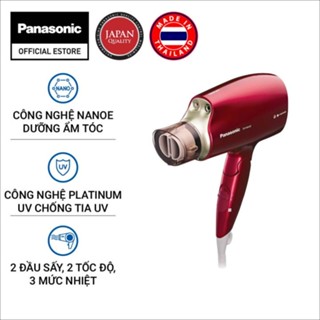 Panasonic
OFFICIAL ESTORE
JAPAN
QUALITY
MADE IN
THAILAND
NANO
CÔNG NGHỆ NANOE
DƯỠNG ẨM TÓC
UV
CÔNG NGHỆ PLATINUM
UV CHỐNG TIA UV
2 ĐẦU SẤY, 2 TỐC ĐỘ,
3 MỨC NHIỆT
Panasonic